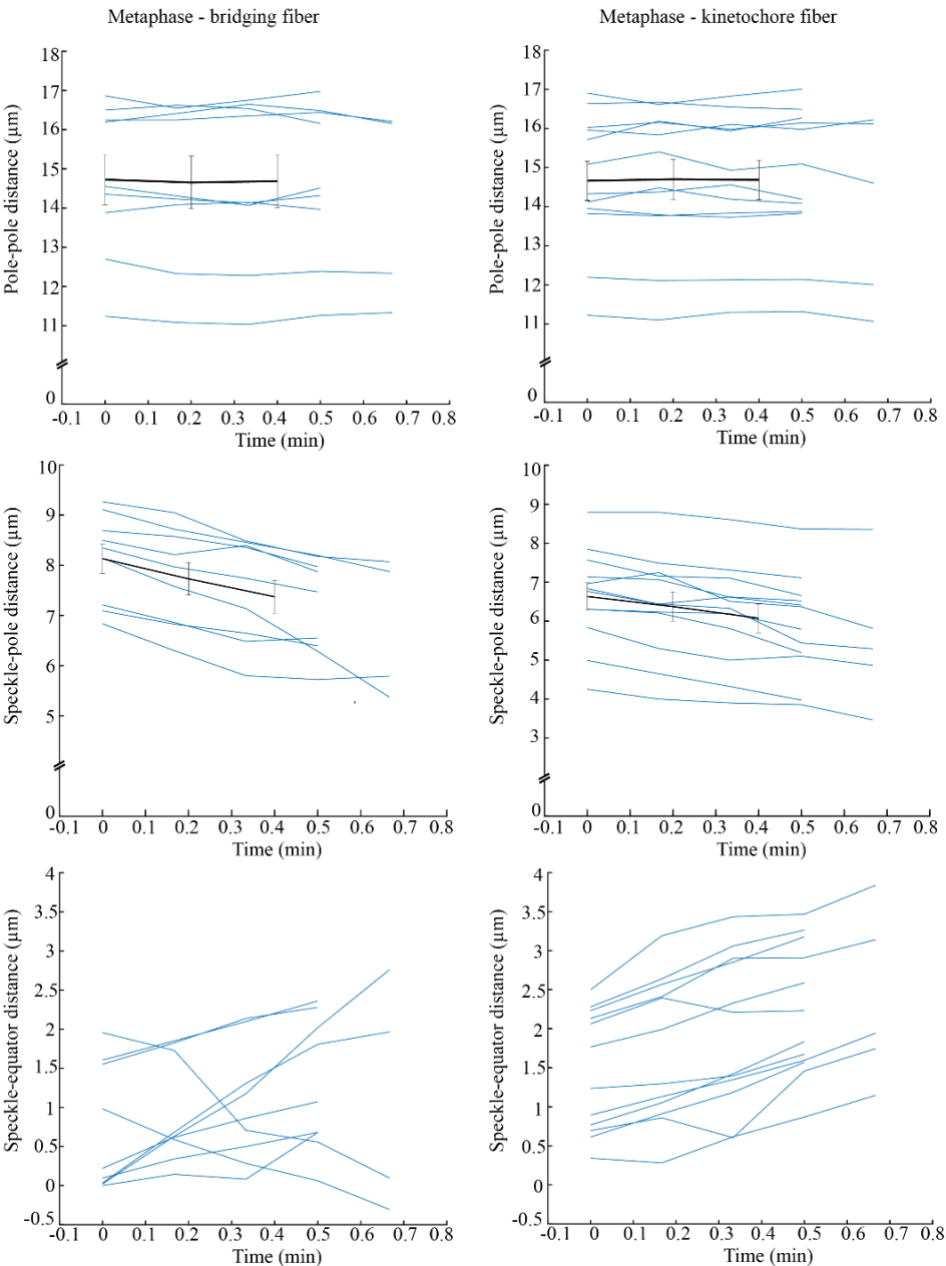 Metaphase - bridging fiber
Metaphase - kinetochore fiber
Pole-pole distance (µm)
18
17
16
15
14
13
12
11
0
-0.1 0 0.1 0.2 0.3 0.4 0.5 0.6 0.7 0.8
Time (min)
Pole-pole distance (µm)
18
17
16
15
14
13
12
11
0
-0.1 0 0.1 0.2 0.3 0.4 0.5 0.6 0.7 0.8
Time (min)
Speckle-pole distance (µm)
10
9
8
7
6
5
0
-0.1 0 0.1 0.2 0.3 0.4 0.5 0.6 0.7 0.8
Time (min)
Speckle-pole distance (µm)
10
9
8
7
6
5
4
3
0
-0.1 0 0.1 0.2 0.3 0.4 0.5 0.6 0.7 0.8
Time (min)
Speckle-equator distance (µm)
4
3.5
3
2.5
2
1.5
1
0.5
0
-0.5
-0.1 0 0.1 0.2 0.3 0.4 0.5 0.6 0.7 0.8
Time (min)
Speckle-equator distance (µm)
4
3.5
3
2.5
2
1.5
1
0.5
0
-0.5
-0.1 0 0.1 0.2 0.3 0.4 0.5 0.6 0.7 0.8
Time (min)